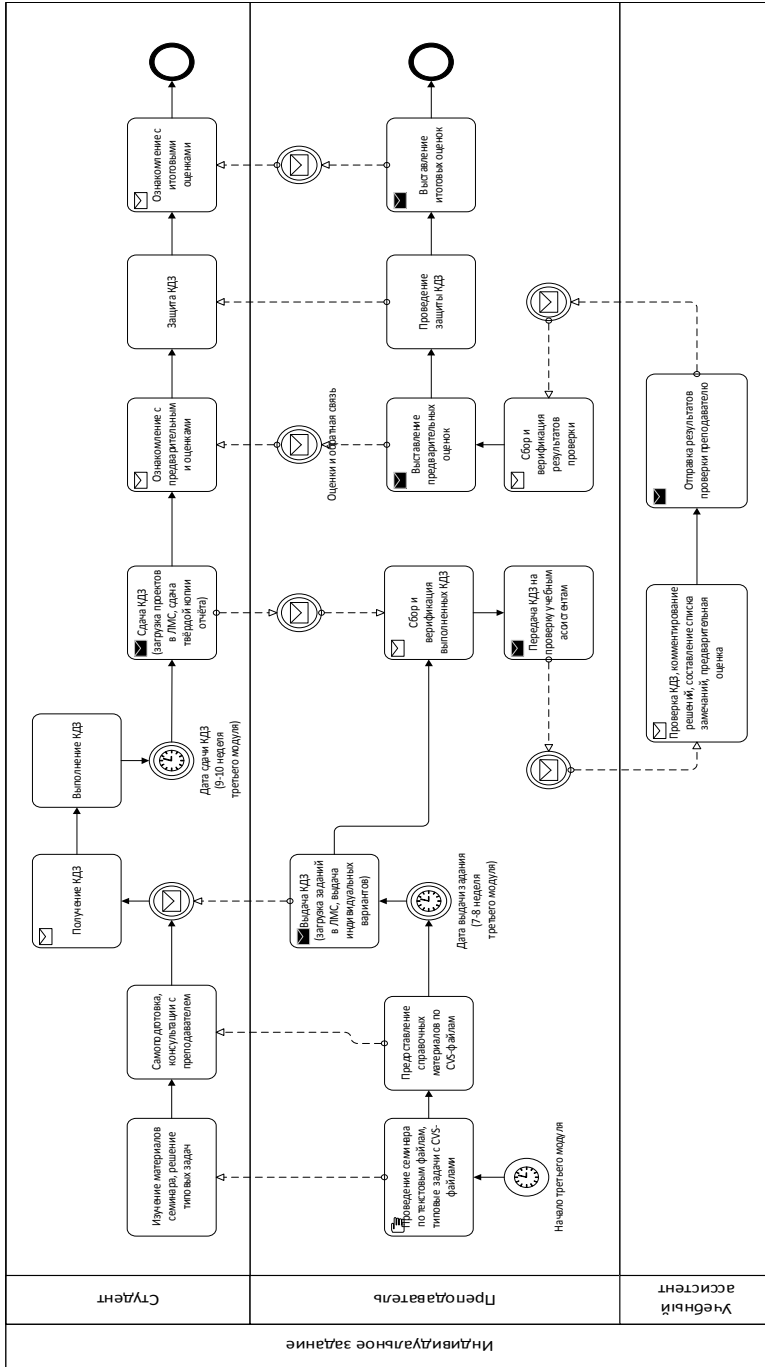 Индивидуальное задание
Студент
Изучение материалов
семинара, решение
типовых задач
Самоподготовка,
консультации с
преподавателем
Получение КДЗ
Выполнение КДЗ
Дата сдачи КДЗ
(9-10 неделя
третьего модуля)
Сдача КДЗ
(загрузка проектов
в ЛМС, сдача
твёрдой копии
отчёта)
Ознакомление с
предварительным
и оценками
Защита КДЗ
Ознакомление с
итоговыми
оценками
Преподаватель
Начало третьего модуля
Проведение семинара
по текстовым файлам,
типовые задачи с CVS-
файлами
Предоставление
справочных
материалов по
CVS-файлам
Дата выдачи задания
(7-8 неделя
третьего модуля)
Выдача КДЗ
(загрузка заданий
в ЛМС, выдача
индивидуальных
вариантов)
Сбор и
верификация
выполненных КДЗ
Передача КДЗ на
проверку учебным
ассистентам
Оценки и обратная связь
Выставление
предварительных
оценок
Сбор и
верификация
результатов
проверки
Проведение
защиты КДЗ
Выставление
итоговых оценок
Учебный
ассистент
Проверка КДЗ, комментирование
решений, составление списка
замечаний, предварительная
оценка
Отправка результатов
проверки преподавателю